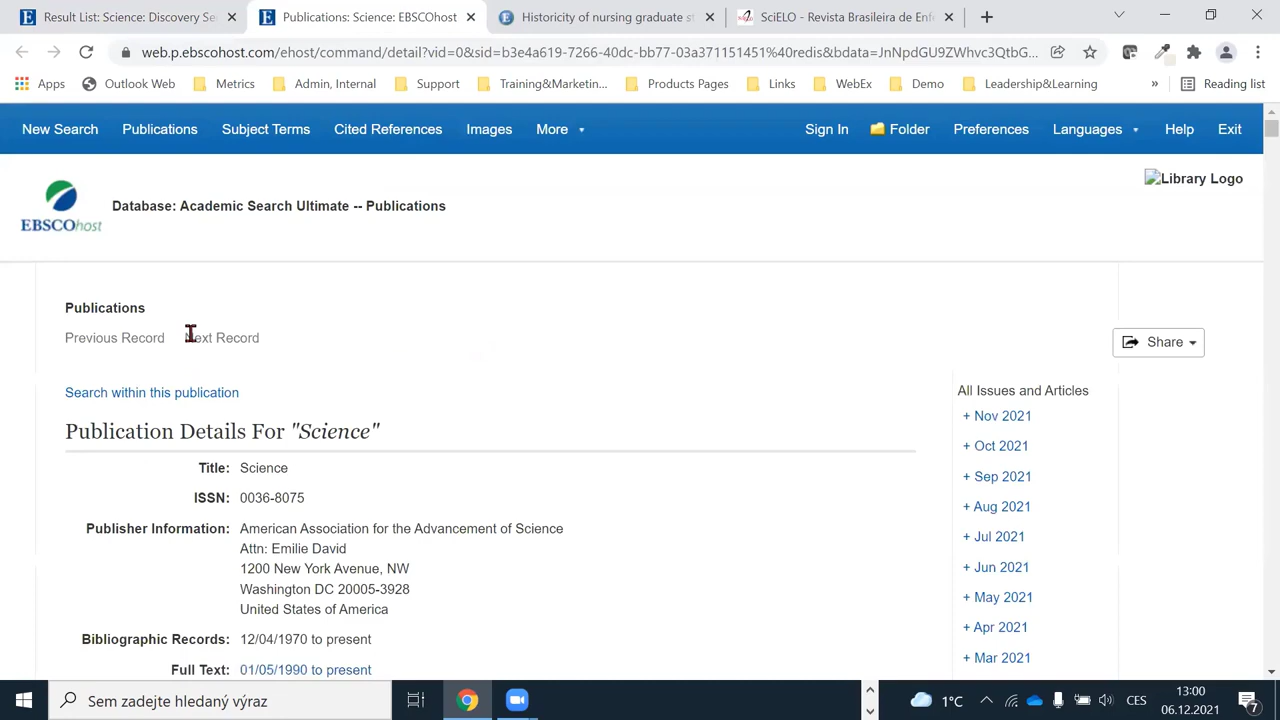 Result List: Science: Discovery Se
Publications: Science: EBSCOhost
Historicity of nursing graduate st
SciELO - Revista Brasileira de Enfe
web.p.ebscohost.com/ehost/command/detail?vid=0&sid=b3e4a619-7266-40dc-bb77-03a371151451%40redis&bdata=JnNpdGU9ZWhvc3QtbG...
Apps
Outlook Web
Metrics
Admin, Internal
Support
Training&Marketin...
Products Pages
Links
WebEx
Demo
Leadership&Learning
»
Reading list
New Search
Publications
Subject Terms
Cited References
Images
More
Sign In
Folder
Preferences
Languages
Help
Exit
Library Logo
EBSCOhost
Database: Academic Search Ultimate -- Publications
Publications
Previous Record
Next Record
Share
Search within this publication
Publication Details For "Science"
Title: Science
ISSN: 0036-8075
Publisher Information: American Association for the Advancement of Science
Attn: Emilie David
1200 New York Avenue, NW
Washington DC 20005-3928
United States of America
Bibliographic Records: 12/04/1970 to present
Full Text: 01/05/1990 to present
All Issues and Articles
+ Nov 2021
+ Oct 2021
+ Sep 2021
+ Aug 2021
+ Jul 2021
+ Jun 2021
+ May 2021
+ Apr 2021
+ Mar 2021
Sem zadejte hledaný výraz
1°C
CES
13:00
06.12.2021
7